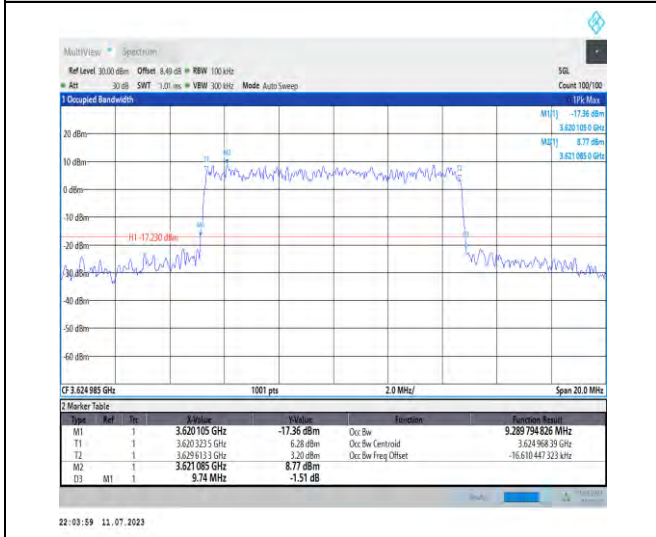 MultiView Spectrum
Ref Level 30.00 dBm Offset 8.49 dB RBW 100 kHz SGL
Att 30 dB SWT 1.01 ms VBW 300 kHz Mode Auto Sweep Count 100/100
1 Occupied Bandwidth 1Pk Max
M1[1] -17.36 dBm
3.620 105 0 GHz
M2[1] 8.77 dBm
3.621 085 0 GHz
20 dBm
10 dBm
0 dBm
-10 dBm
H1 -17.230 dBm
-20 dBm
-30 dBm
-40 dBm
-50 dBm
-60 dBm
T1
M2
T2
M1
D3
CF 3.624 985 GHz 1001 pts 2.0 MHz/ Span 20.0 MHz
2 Marker Table
Type Ref Trc X-Value Y-Value Function Function Result
M1 1 3.620 105 GHz -17.36 dBm Occ Bw 9.289 794 826 MHz
T1 1 3.620 323 5 GHz 6.28 dBm Occ Bw Centroid 3.624 968 39 GHz
T2 1 3.629 613 3 GHz 3.20 dBm Occ Bw Freq Offset -16.610 447 323 kHz
M2 1 3.621 085 GHz 8.77 dBm
D3 M1 1 9.74 MHz -1.51 dB
22:03:59 11.07.2023